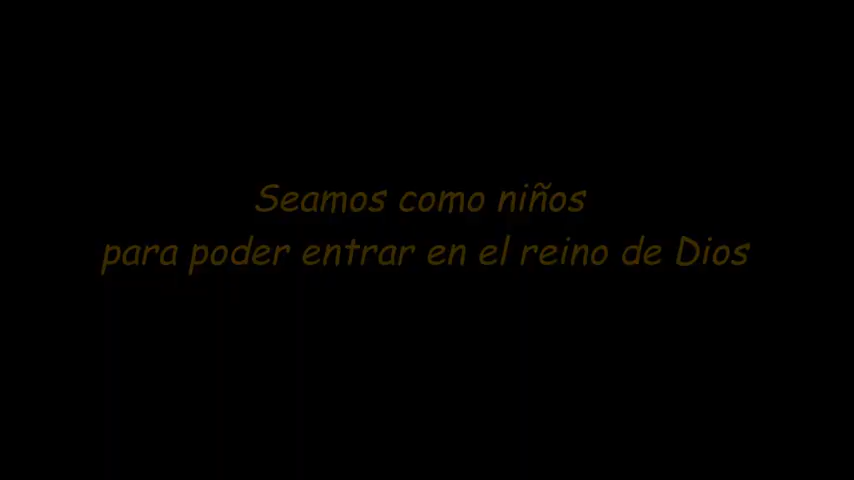 Seamos como niños
para poder entrar en el reino de Dios